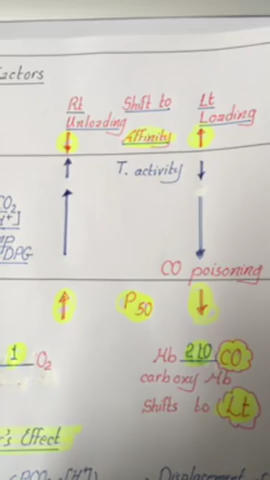 actors
Rt Shift to Lt
Unloading Affinity Loading
↓ ↑
↑ T. activity ↓
CO2
[H+]
DPG
CO poisoning
↑ P50 ↓
1 O2 Hb 210 CO
carboxy Hb
Shifts to Lt
r's Effect
Displacement